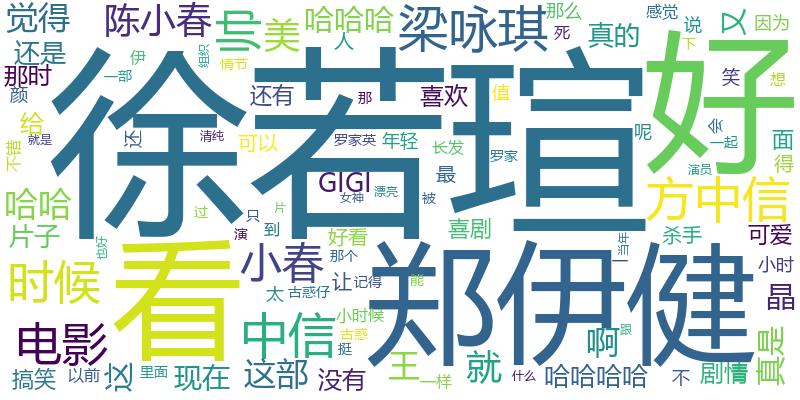 觉得
陈小春
帅
美
哈哈哈
人
梁咏琪
那么
死
真的
感觉
说
下
又
因为
还是
那时
颜
给
不错
就是
伊
一部
还
清纯
组织
情节
还有
可以
那
罗家英
年轻
喜欢
值
长发
呢
会
一起
笑
想
面
得
徐若瑄
好
GIGI
漂亮
女神
最
被
罗家
演员
方中信
哈哈
片子
过
只
演
到
片
好看
那个
喜剧
杀手
当年
一
可爱
小时
晶
也好
时候
看
小春
让
记得
能
太
古惑仔
小时候
古惑
挺
郑伊健
电影
中信
王
就
啊
跟
真是
搞笑
以前
这
里面
现在
这部
没有
一样
什么
哈哈哈哈
不
剧情